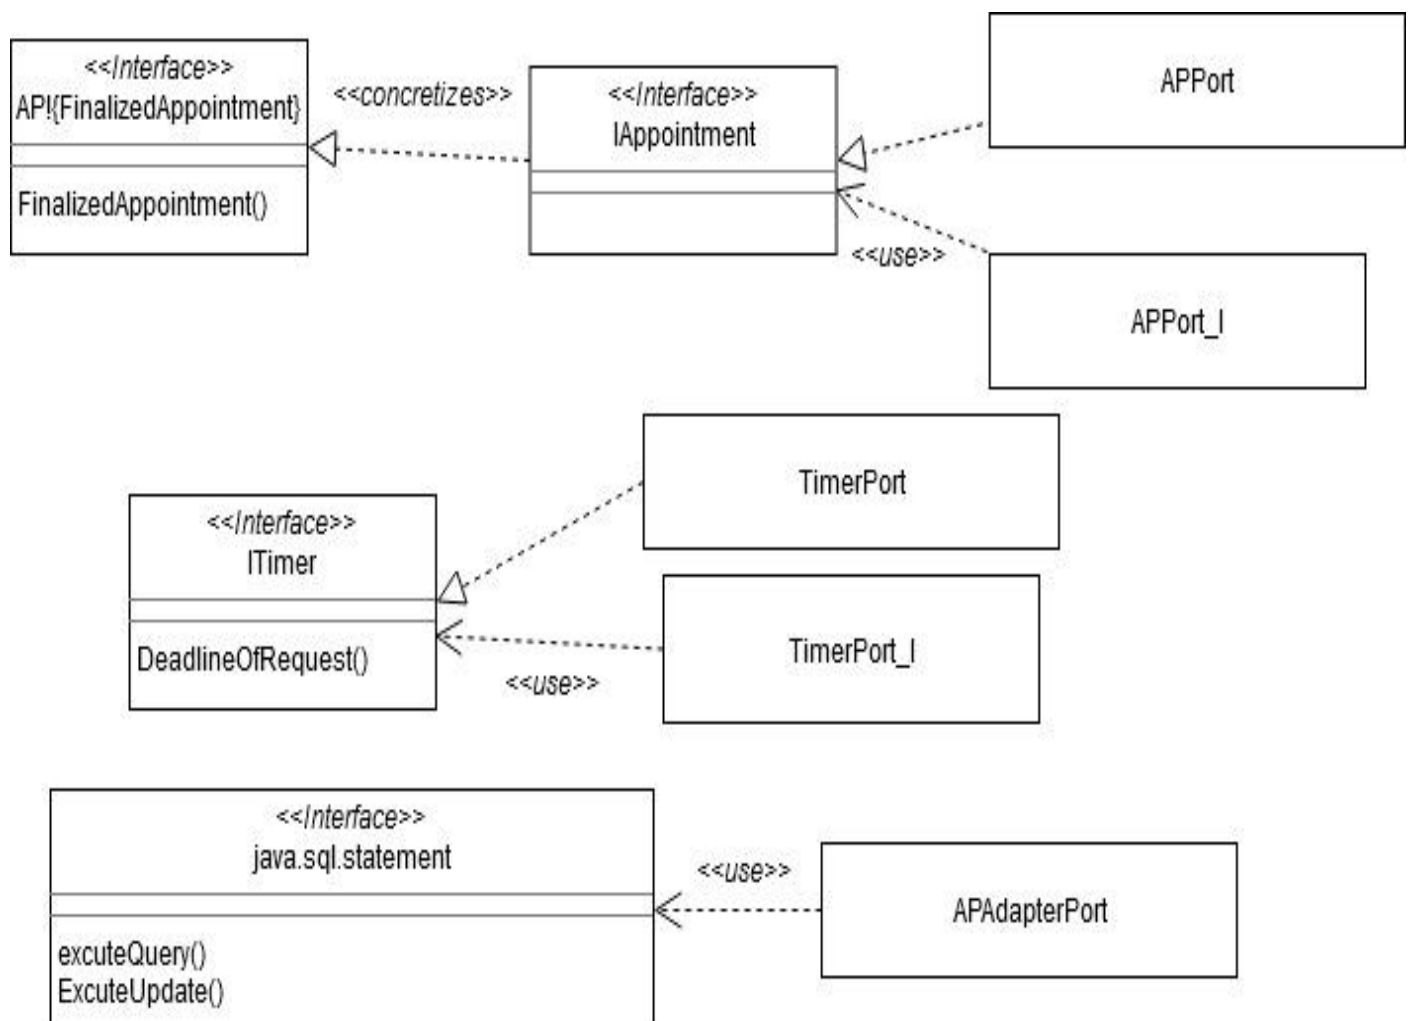 <<Interface>>
AP!{FinalizedAppointment}
FinalizedAppointment()
<<concretizes>>
<<Interface>>
IAppointment
APPort
<<use>>
APPort_I
<<Interface>>
ITimer
DeadlineOfRequest()
TimerPort
<<use>>
TimerPort_I
<<Interface>>
java.sql.statement
excuteQuery()
ExcuteUpdate()
<<use>>
APAdapterPort